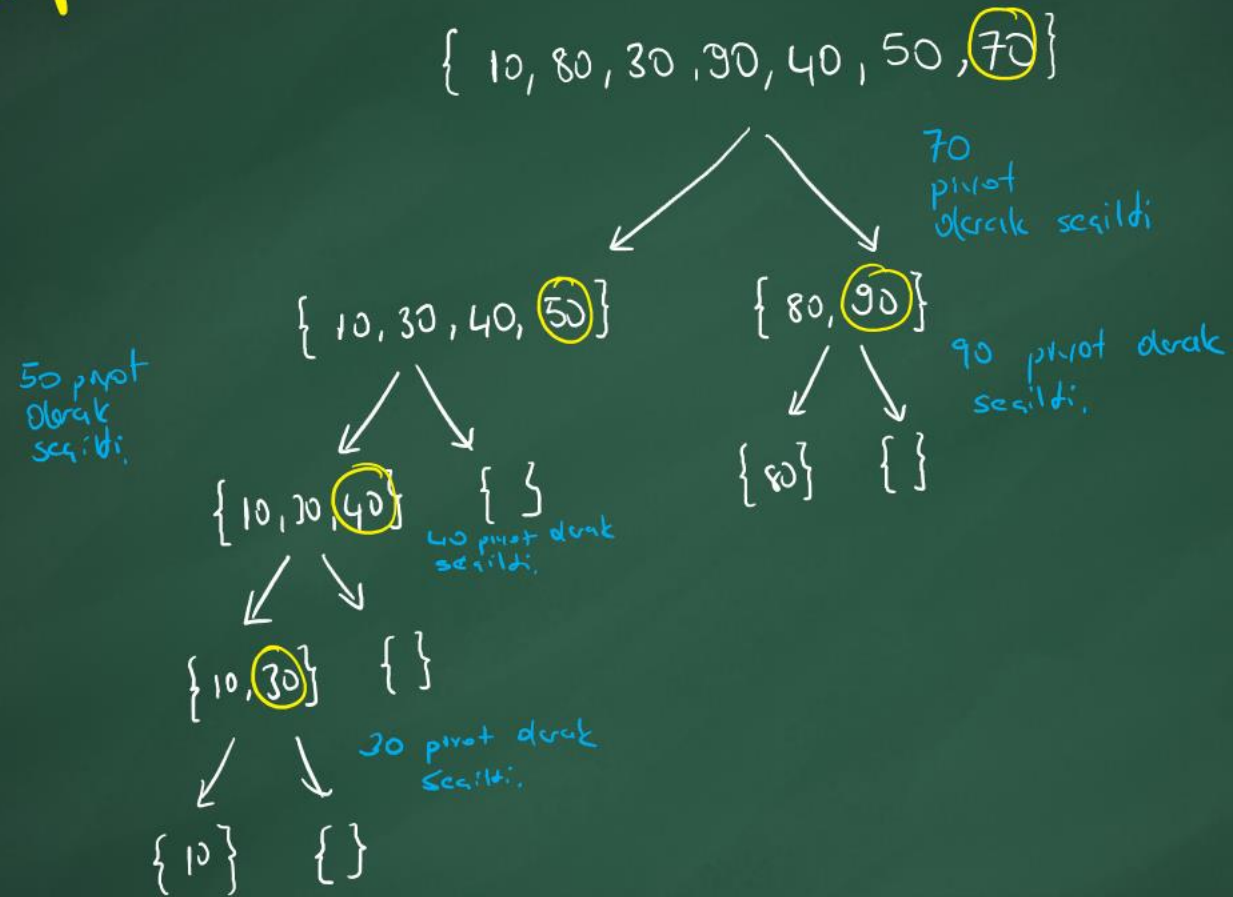 { 10, 80, 30, 90, 40, 50, 70 }
70
pivot
olarak seçildi
{ 10, 30, 40, 50 }
{ 80, 90 }
50 pivot
olarak
seçildi.
90 pivot olarak
seçildi.
{ 10, 30, 40 }
{ }
{ 80 }
{ }
40 pivot olarak
seçildi.
{ 10, 30 }
{ }
30 pivot olarak
seçildi.
{ 10 }
{ }